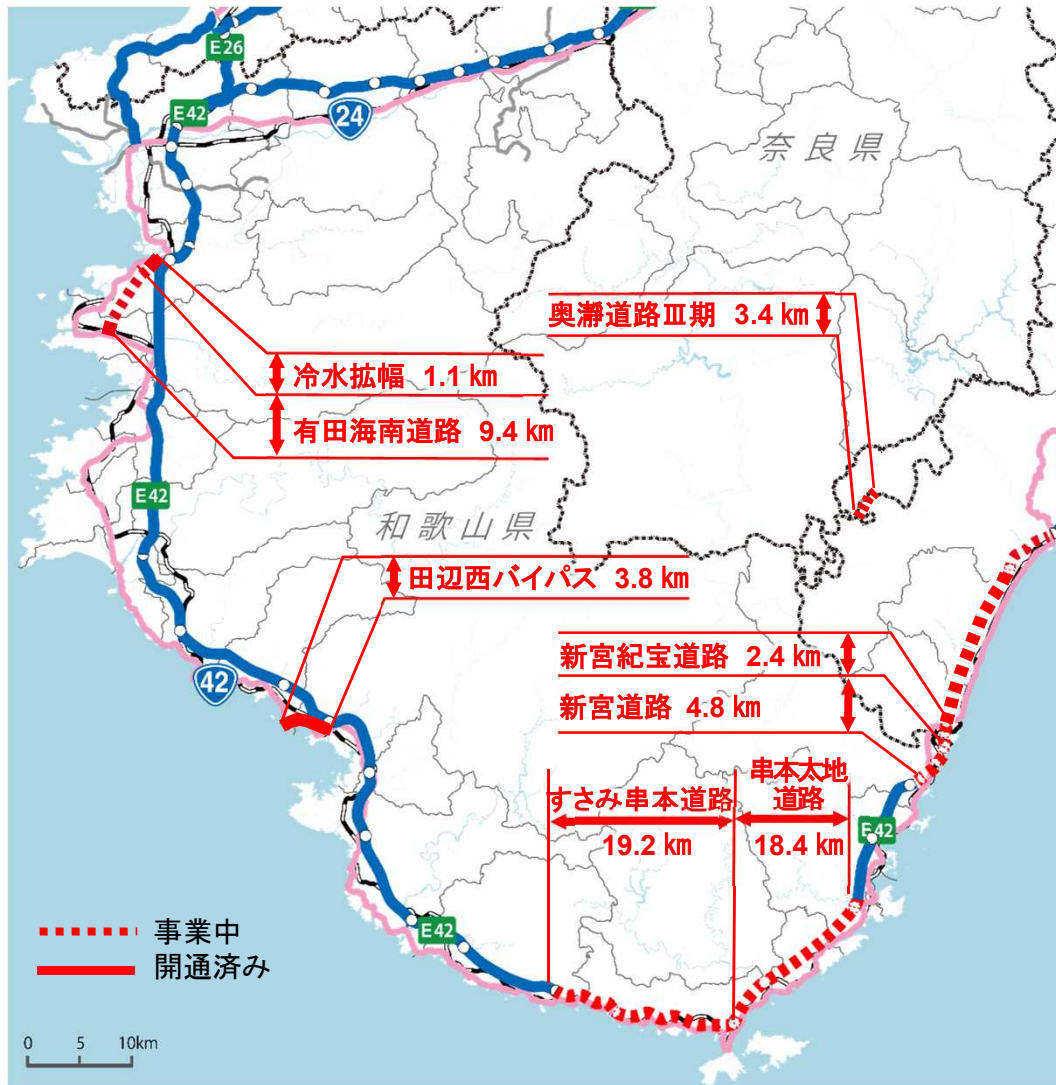 E26
E42
24
奈良県
奥瀞道路Ⅲ期 3.4 ㎞
冷水拡幅 1.1 ㎞
有田海南道路 9.4 ㎞
E42
和歌山県
田辺西バイパス 3.8 ㎞
新宮紀宝道路 2.4 ㎞
42
新宮道路 4.8 ㎞
串本太地
道路
すさみ串本道路
19.2 ㎞
18.4 ㎞
E42
E42
事業中
開通済み
0 5 10km